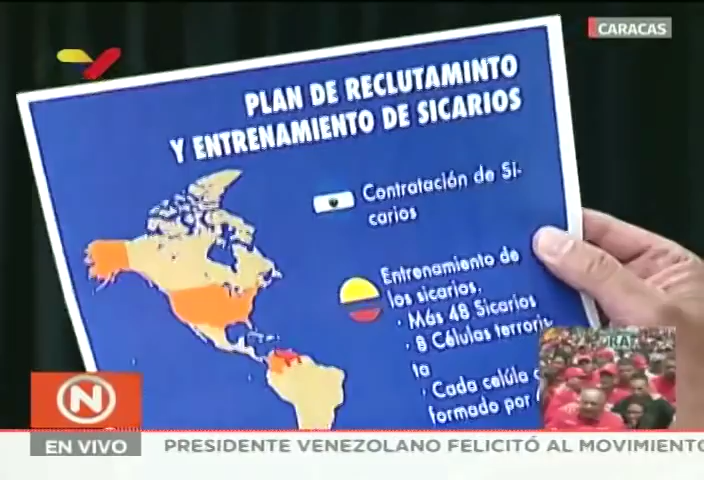 CARACAS
PLAN DE RECLUTAMINTO
Y ENTRENAMIENTO DE SICARIOS
Contratación de Si-
carios
Entrenamiento de
los sicarios.
· Más 48 Sicarios
· 8 Células terroris
ta
· Cada celúla
formado por
N
EN VIVO
PRESIDENTE VENEZOLANO FELICITÓ AL MOVIMIENTO